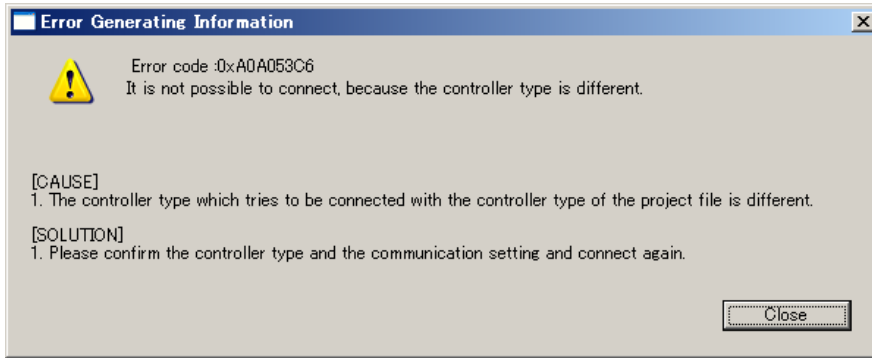 Error Generating Information
Error code :0xA0A053C6
It is not possible to connect, because the controller type is different.
[CAUSE]
1. The controller type which tries to be connected with the controller type of the project file is different.
[SOLUTION]
1. Please confirm the controller type and the communication setting and connect again.
Close